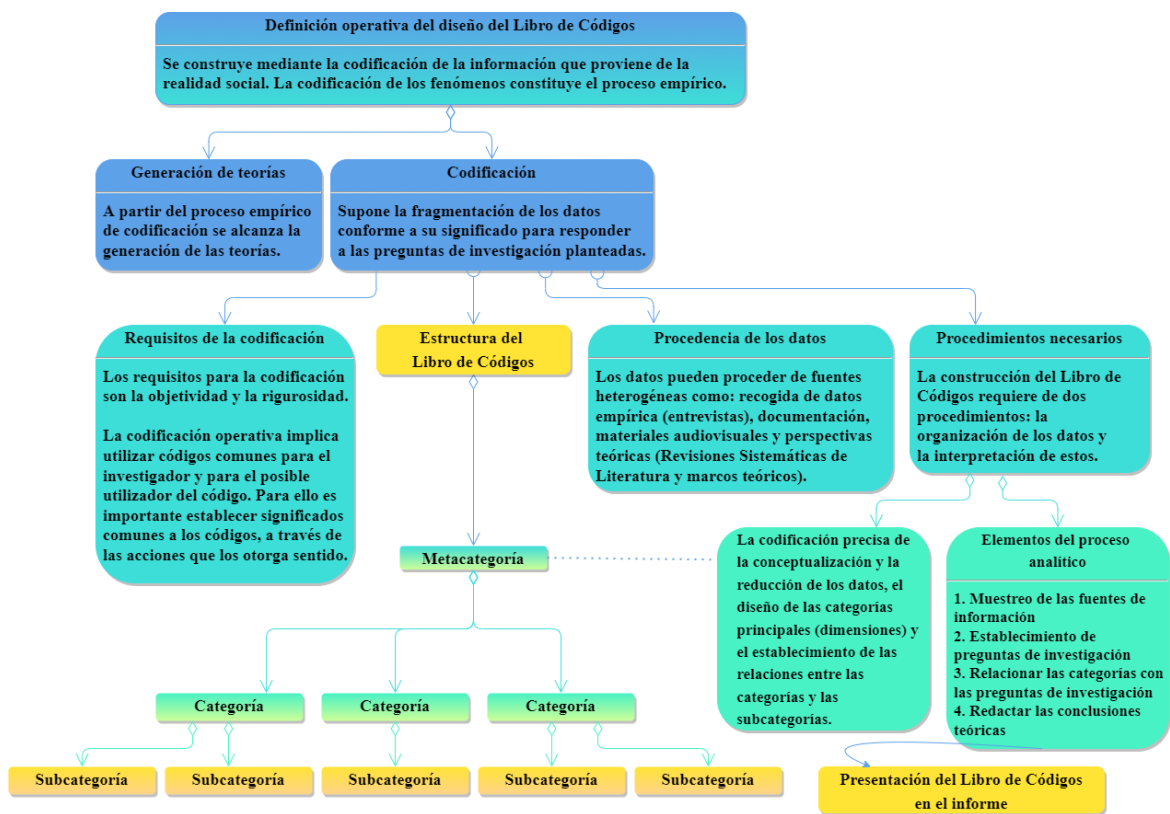 Definición operativa del diseño del Libro de Códigos
Se construye mediante la codificación de la información que proviene de la
realidad social. La codificación de los fenómenos constituye el proceso empírico.
Generación de teorías
A partir del proceso empírico
de codificación se alcanza la
generación de las teorías.
Codificación
Supone la fragmentación de los datos
conforme a su significado para responder
a las preguntas de investigación planteadas.
Requisitos de la codificación
Los requisitos para la codificación
son la objetividad y la rigurosidad.
La codificación operativa implica
utilizar códigos comunes para el
investigador y para el posible
utilizador del código. Para ello es
importante establecer significados
comunes a los códigos, a través de
las acciones que los otorga sentido.
Estructura del
Libro de Códigos
Procedencia de los datos
Los datos pueden proceder de fuentes
heterogéneas como: recogida de datos
empírica (entrevistas), documentación,
materiales audiovisuales y perspectivas
teóricas (Revisiones Sistemáticas de
Literatura y marcos teóricos).
Procedimientos necesarios
La construcción del Libro de
Códigos requiere de dos
procedimientos: la
organización de los datos y
la interpretación de estos.
Metacategoría
La codificación precisa de
la conceptualización y la
reducción de los datos, el
diseño de las categorías
principales (dimensiones) y
el establecimiento de las
relaciones entre las
categorías y las
subcategorías.
Elementos del proceso
analítico
1. Muestreo de las fuentes de
información
2. Establecimiento de
preguntas de investigación
3. Relacionar las categorías con
las preguntas de investigación
4. Redactar las conclusiones
teóricas
Categoría
Categoría
Categoría
Subcategoría
Subcategoría
Subcategoría
Subcategoría
Subcategoría
Presentación del Libro de Códigos
en el informe